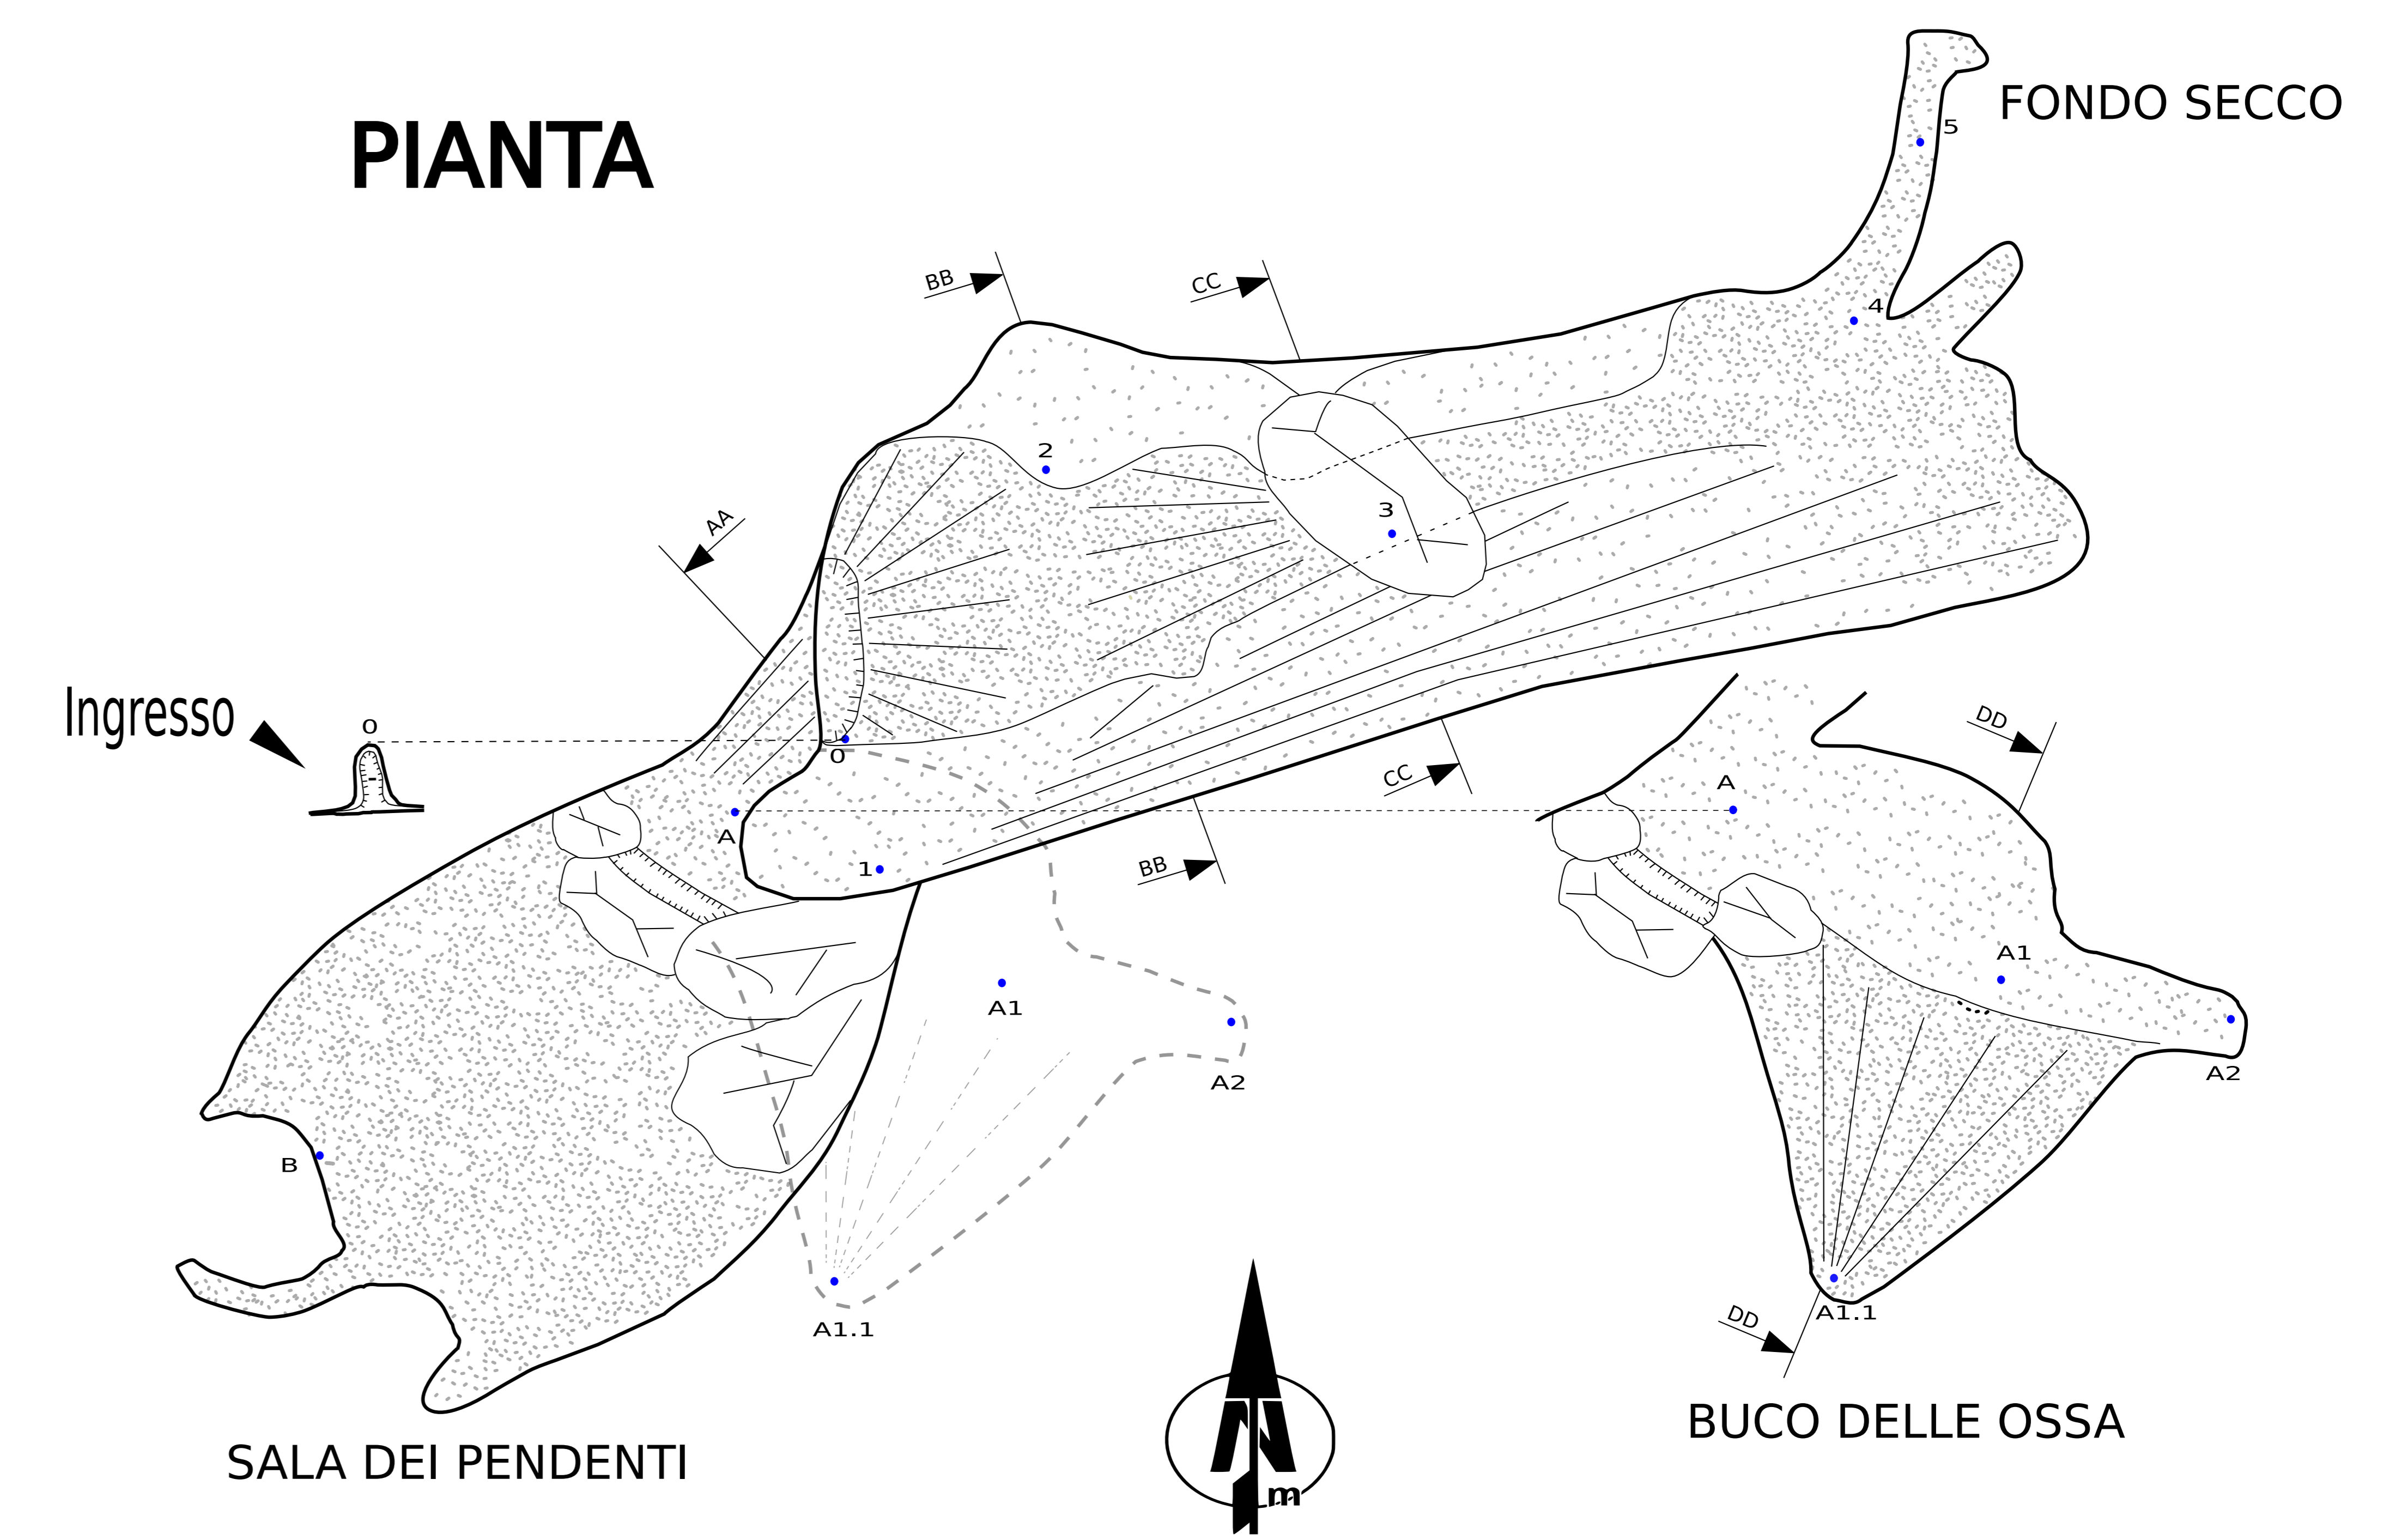 PIANTA
FONDO SECCO
5
4
BB
CC
AA
2
3
Ingresso
0
0
A
1
BB
CC
A
DD
A1
A2
A1
A2
B
A1.1
A1.1
DD
SALA DEI PENDENTI
BUCO DELLE OSSA
N
m